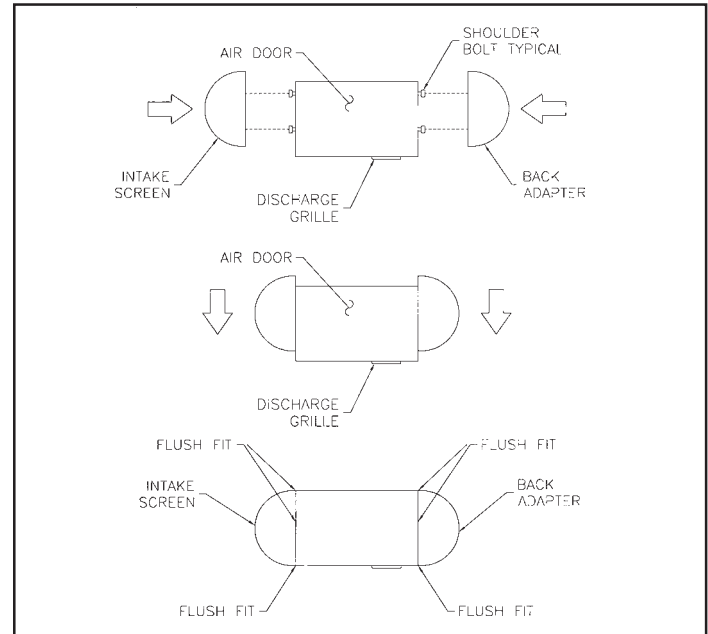 SHOULDER
BOLT TYPICAL
AIR DOOR
INTAKE
SCREEN
DISCHARGE
GRILLE
BACK
ADAPTER
AIR DOOR
DISCHARGE
GRILLE
FLUSH FIT
FLUSH FIT
INTAKE
SCREEN
BACK
ADAPTER
FLUSH FIT
FLUSH FIT